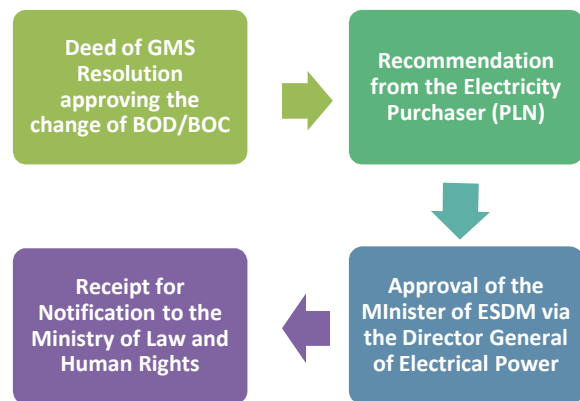 Deed of GMS
Resolution
approving the
change of BOD/BOC
Recommendation
from the Electricity
Purchaser (PLN)
Approval of the
MInister of ESDM via
the Director General
of Electrical Power
Receipt for
Notification to the
Ministry of Law and
Human Rights